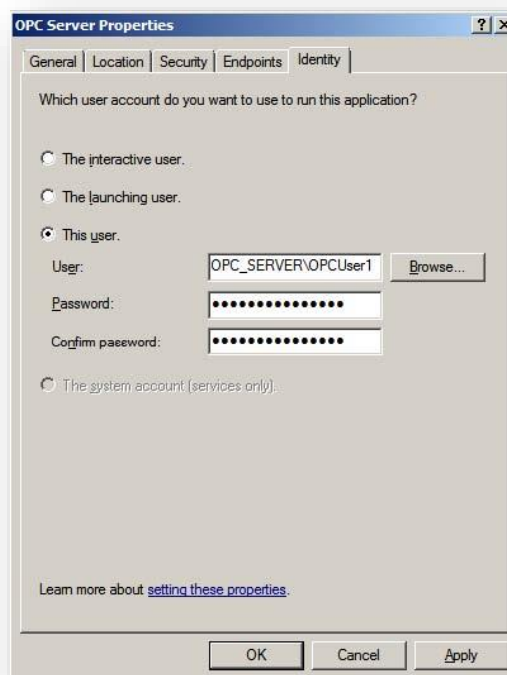 OPC Server Properties
General Location Security Endpoints Identity
Which user account do you want to use to run this application?
The interactive user.
The launching user.
This user.
User: OPC_SERVER\OPCUser1 Browse...
Password: •••••••••••••••
Confirm password: •••••••••••••••
The system account (services only).
Learn more about setting these properties.
OK Cancel Apply